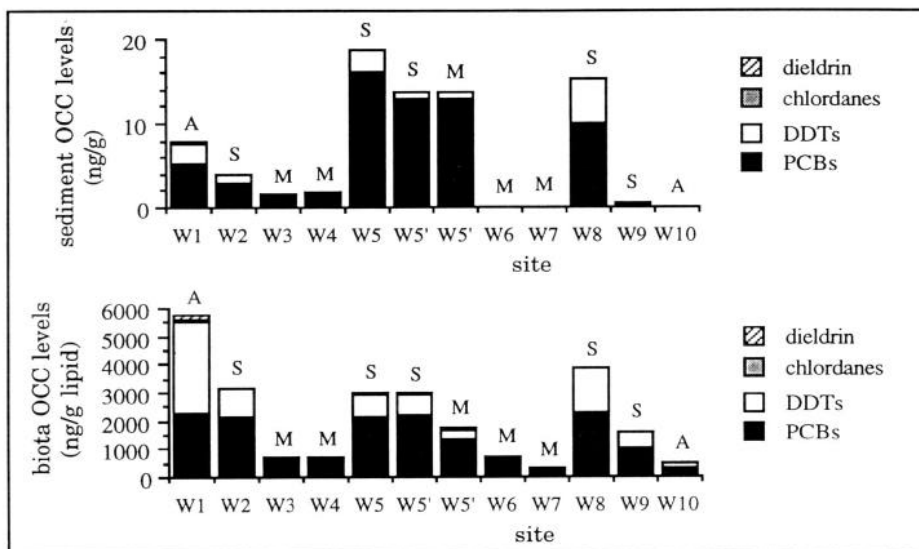 sediment OCC levels
(ng/g)
20
10
0
A
S
M
M
S
S
M
M
M
S
S
A
W1 W2 W3 W4 W5 W5' W5' W6 W7 W8 W9 W10
site
dieldrin
chlordanes
DDTs
PCBs
biota OCC levels
(ng/g lipid)
6000
5000
4000
3000
2000
1000
0
A
S
M
M
S
S
M
M
M
S
S
A
W1 W2 W3 W4 W5 W5' W5' W6 W7 W8 W9 W10
site
dieldrin
chlordanes
DDTs
PCBs